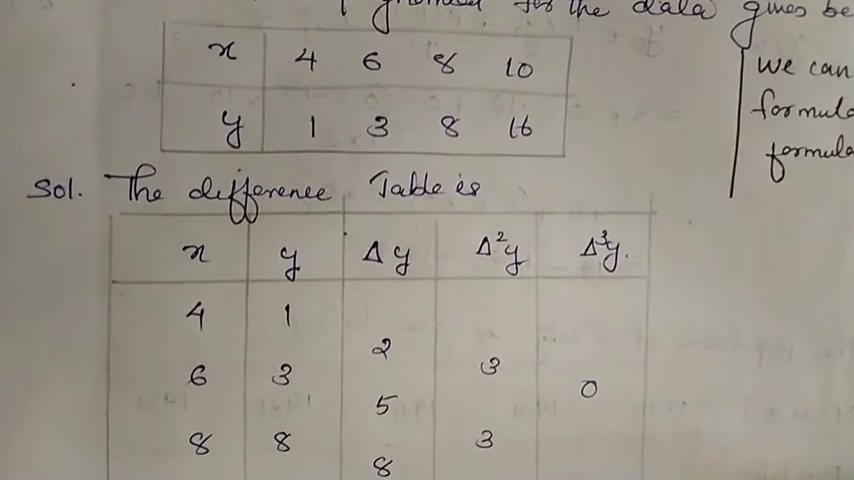 for the data gives be
x 4 6 8 10
y 1 3 8 16
we can
formula
formula
Sol. The difference Table is
x y Δy Δ²y Δ³y.
4 1
2
6 3 3
0
5
8 8 3
8